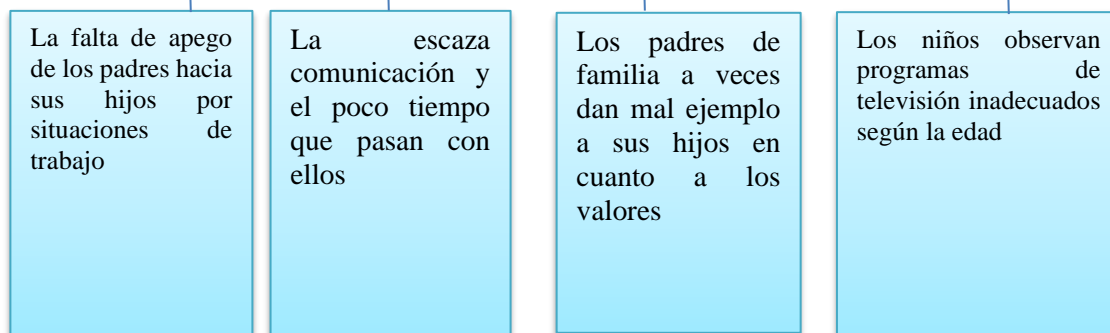 La falta de apego
de los padres hacia
sus hijos por
situaciones de
trabajo
La escaza
comunicación y
el poco tiempo
que pasan con
ellos
Los padres de
familia a veces
dan mal ejemplo
a sus hijos en
cuanto a los
valores
Los niños observan
programas de
televisión inadecuados
según la edad